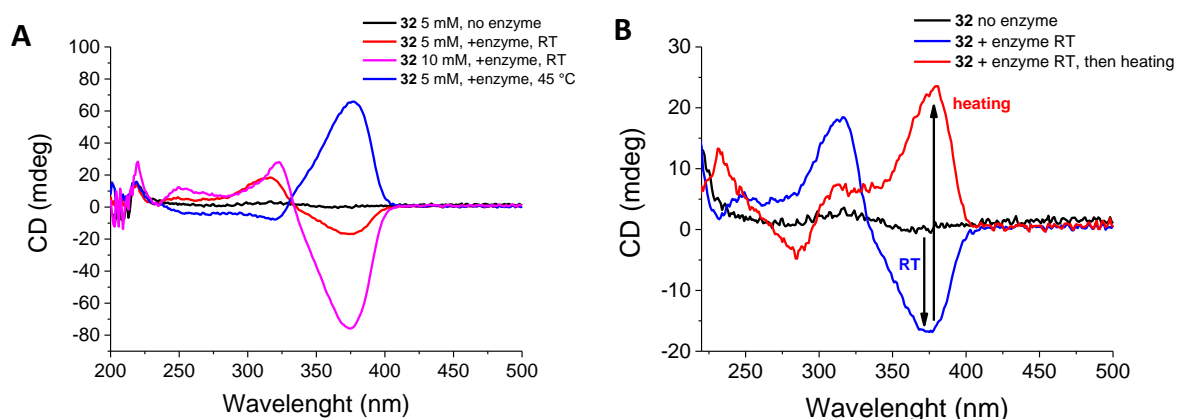 A
32 5 mM, no enzyme
32 5 mM, +enzyme, RT
32 10 mM, +enzyme, RT
32 5 mM, +enzyme, 45 °C
100
80
60
40
20
0
-20
-40
-60
-80
CD (mdeg)
200 250 300 350 400 450 500
Wavelenght (nm)
B
32 no enzyme
32 + enzyme RT
32 + enzyme RT, then heating
30
20
10
0
-10
-20
CD (mdeg)
heating
RT
250 300 350 400 450 500
Wavelenght (nm)